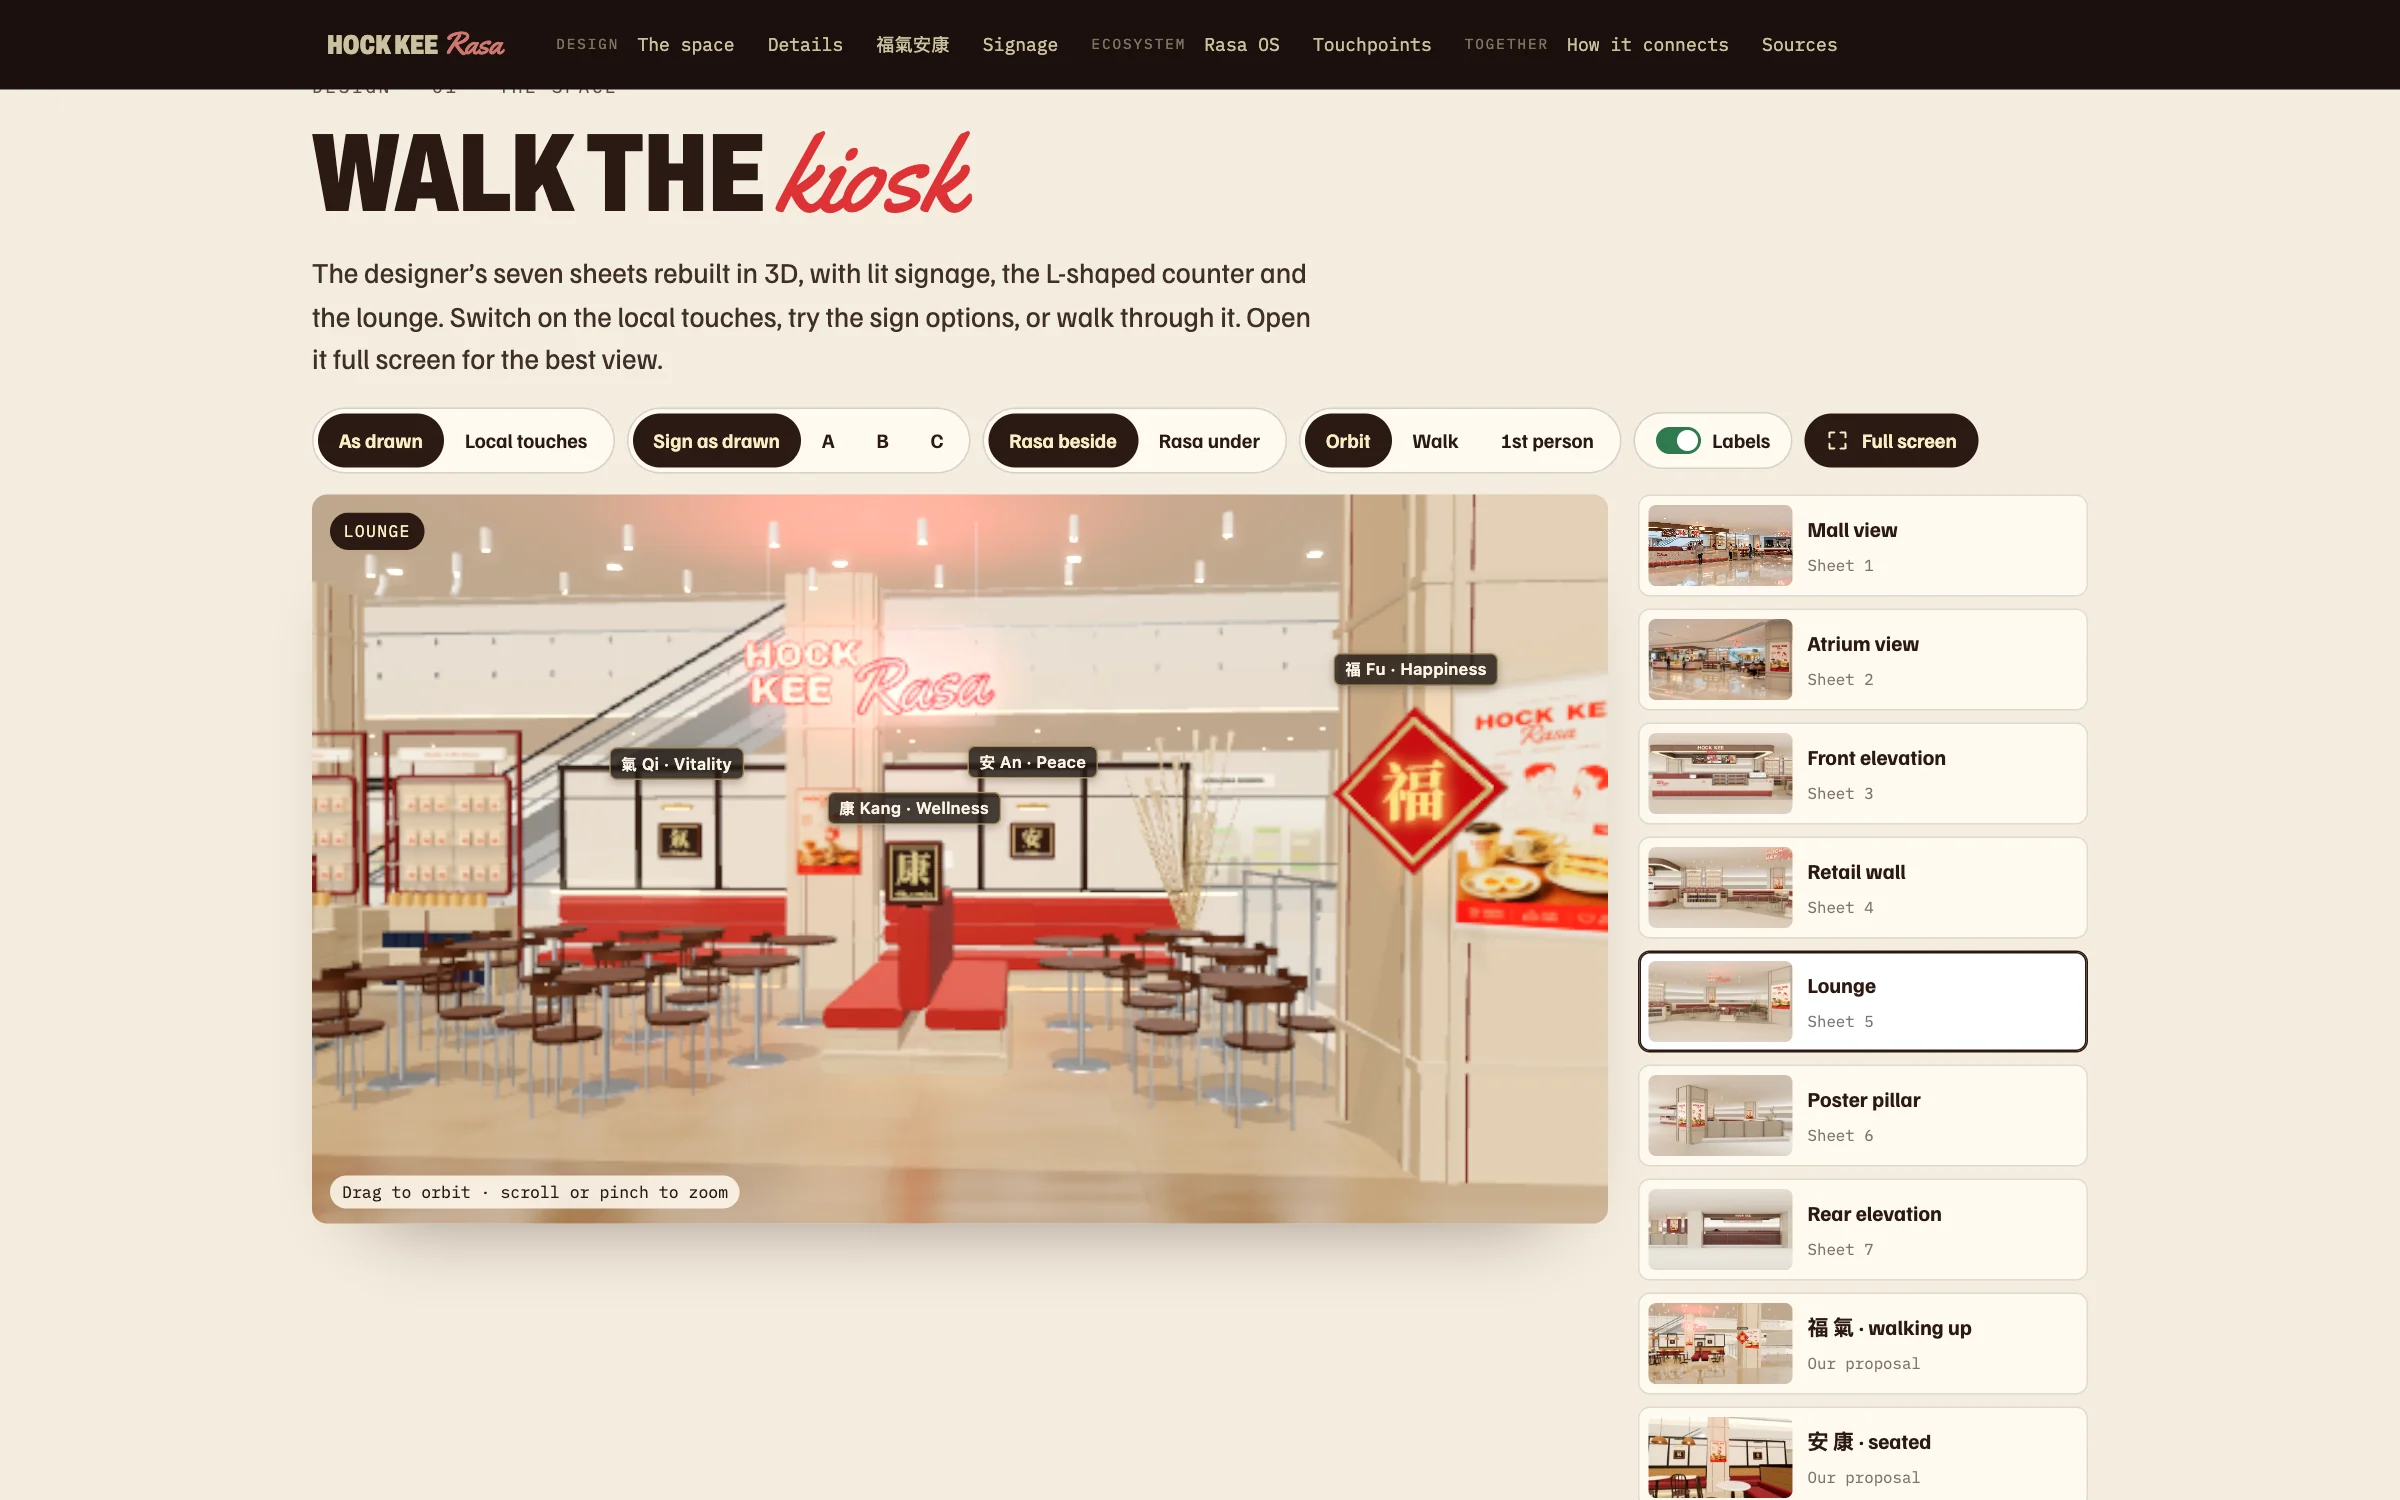 HOCK KEE Rasa
DESIGN The space Details 福氣安康 Signage ECOSYSTEM Rasa OS Touchpoints TOGETHER How it connects Sources
WALK THE kiosk
The designer’s seven sheets rebuilt in 3D, with lit signage, the L-shaped counter and
the lounge. Switch on the local touches, try the sign options, or walk through it. Open
it full screen for the best view.
As drawn Local touches Sign as drawn A B C Rasa beside Rasa under Orbit Walk 1st person Labels Full screen
LOUNGE
HOCK
KEE Rasa
福 Fu · Happiness
氣 Qi · Vitality
安 An · Peace
康 Kang · Wellness
HOCK KE
Rasa
福
氣
安
康
Drag to orbit · scroll or pinch to zoom
Mall view
Sheet 1
Atrium view
Sheet 2
Front elevation
Sheet 3
Retail wall
Sheet 4
Lounge
Sheet 5
Poster pillar
Sheet 6
Rear elevation
Sheet 7
福 氣 · walking up
Our proposal
安 康 · seated
Our proposal